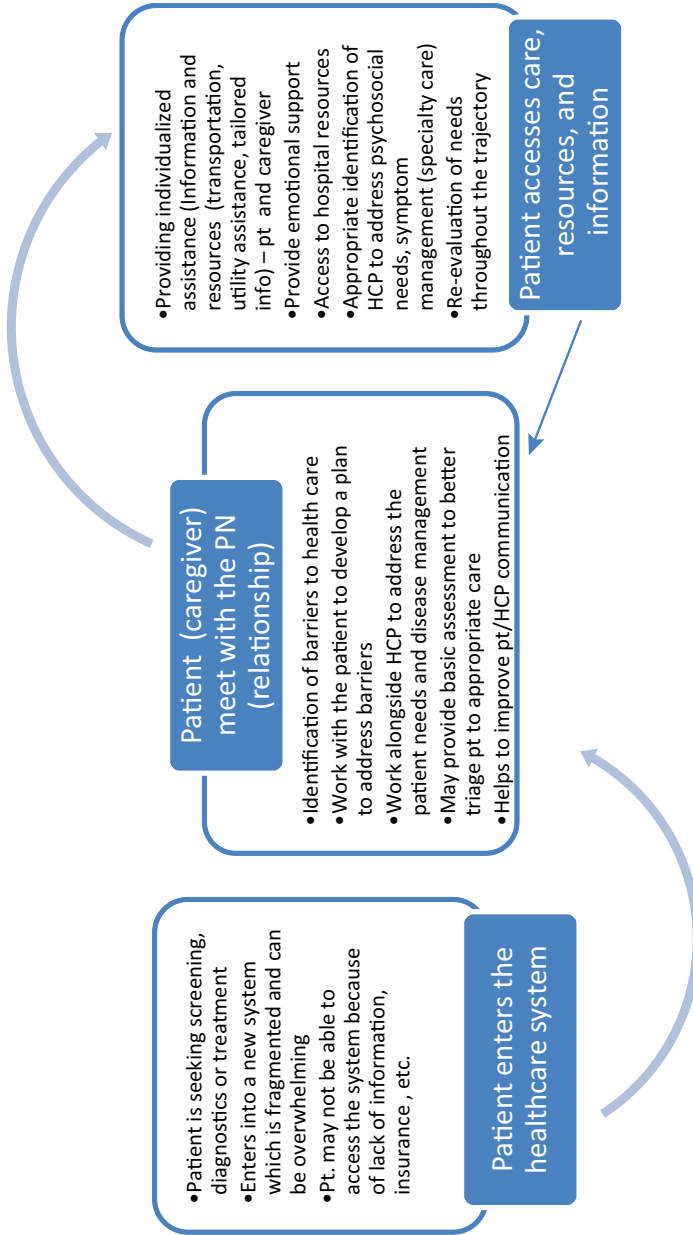 •Patient is seeking screening,
diagnostics or treatment
•Enters into a new system
which is fragmented and can
be overwhelming
•Pt. may not be able to
access the system because
of lack of information,
insurance , etc.
Patient enters the
healthcare system
Patient (caregiver)
meet with the PN
(relationship)
•Identification of barriers to health care
•Work with the patient to develop a plan
to address barriers
•Work alongside HCP to address the
patient needs and disease management
•May provide basic assessment to better
triage pt to appropriate care
•Helps to improve pt/HCP communication
•Providing individualized
assistance (Information and
resources (transportation,
utility assistance, tailored
info) – pt and caregiver
•Provide emotional support
•Access to hospital resources
•Appropriate identification of
HCP to address psychosocial
needs, symptom
management (specialty care)
•Re-evaluation of needs
throughout the trajectory
Patient accesses care,
resources, and
information